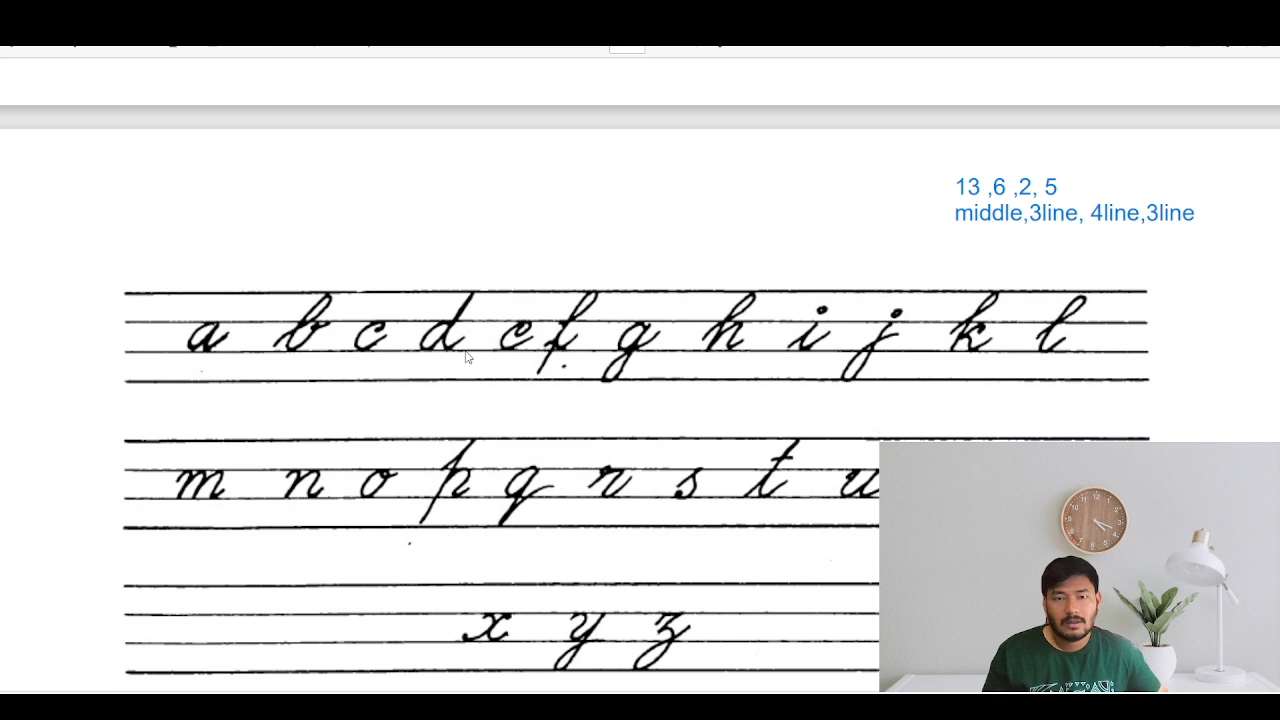 13 ,6 ,2, 5
middle,3line, 4line,3line
a b c d e f g h i j k l
m n o p q r s t u
x y z